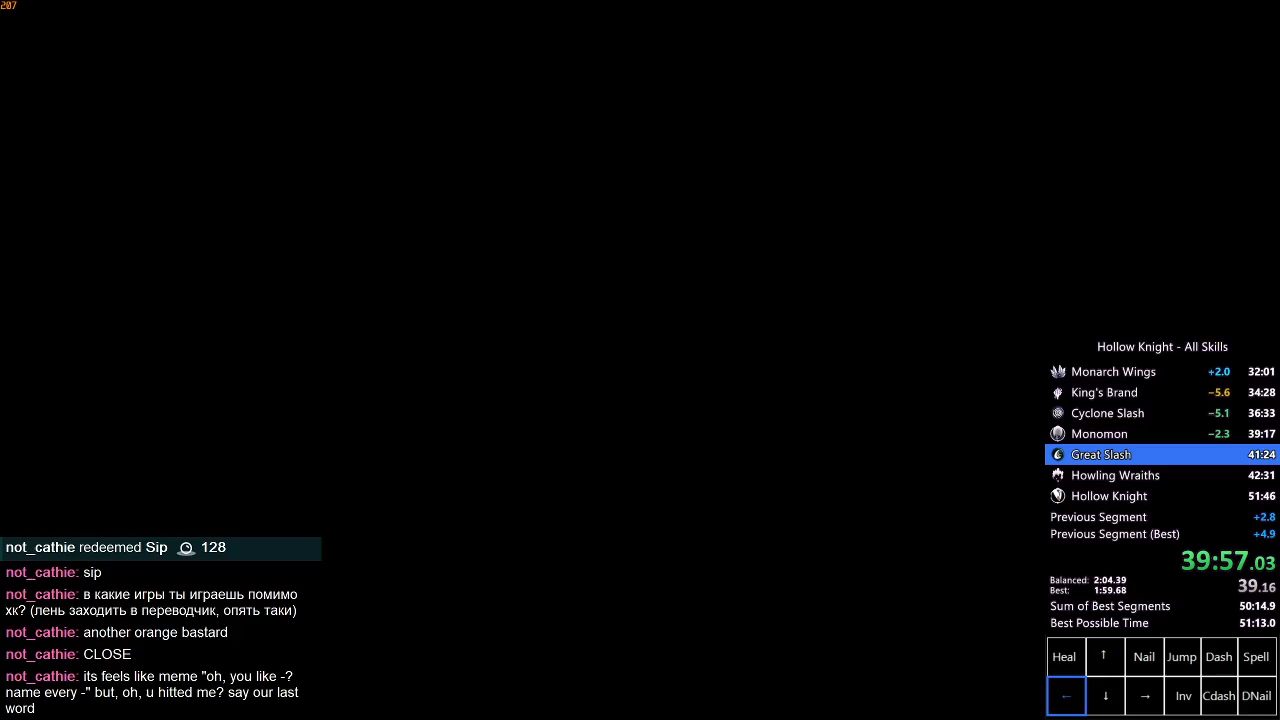 207
Hollow Knight - All Skills
Monarch Wings +2.0 32:01
King's Brand −5.6 34:28
Cyclone Slash −5.1 36:33
Monomon −2.3 39:17
Great Slash 41:24
Howling Wraiths 42:31
Hollow Knight 51:46
Previous Segment +2.8
Previous Segment (Best) +4.9
39:57.03
Balanced: 2:04.39
Best: 1:59.68
39.16
Sum of Best Segments 50:14.9
Best Possible Time 51:13.0
Heal ↑ Nail Jump Dash Spell
← ↓ → Inv Cdash DNail
not_cathie redeemed Sip 128
not_cathie: sip
not_cathie: в какие игры ты играешь помимо
хк? (лень заходить в переводчик, опять таки)
not_cathie: another orange bastard
not_cathie: CLOSE
not_cathie: its feels like meme "oh, you like -?
name every -" but, oh, u hitted me? say our last
word